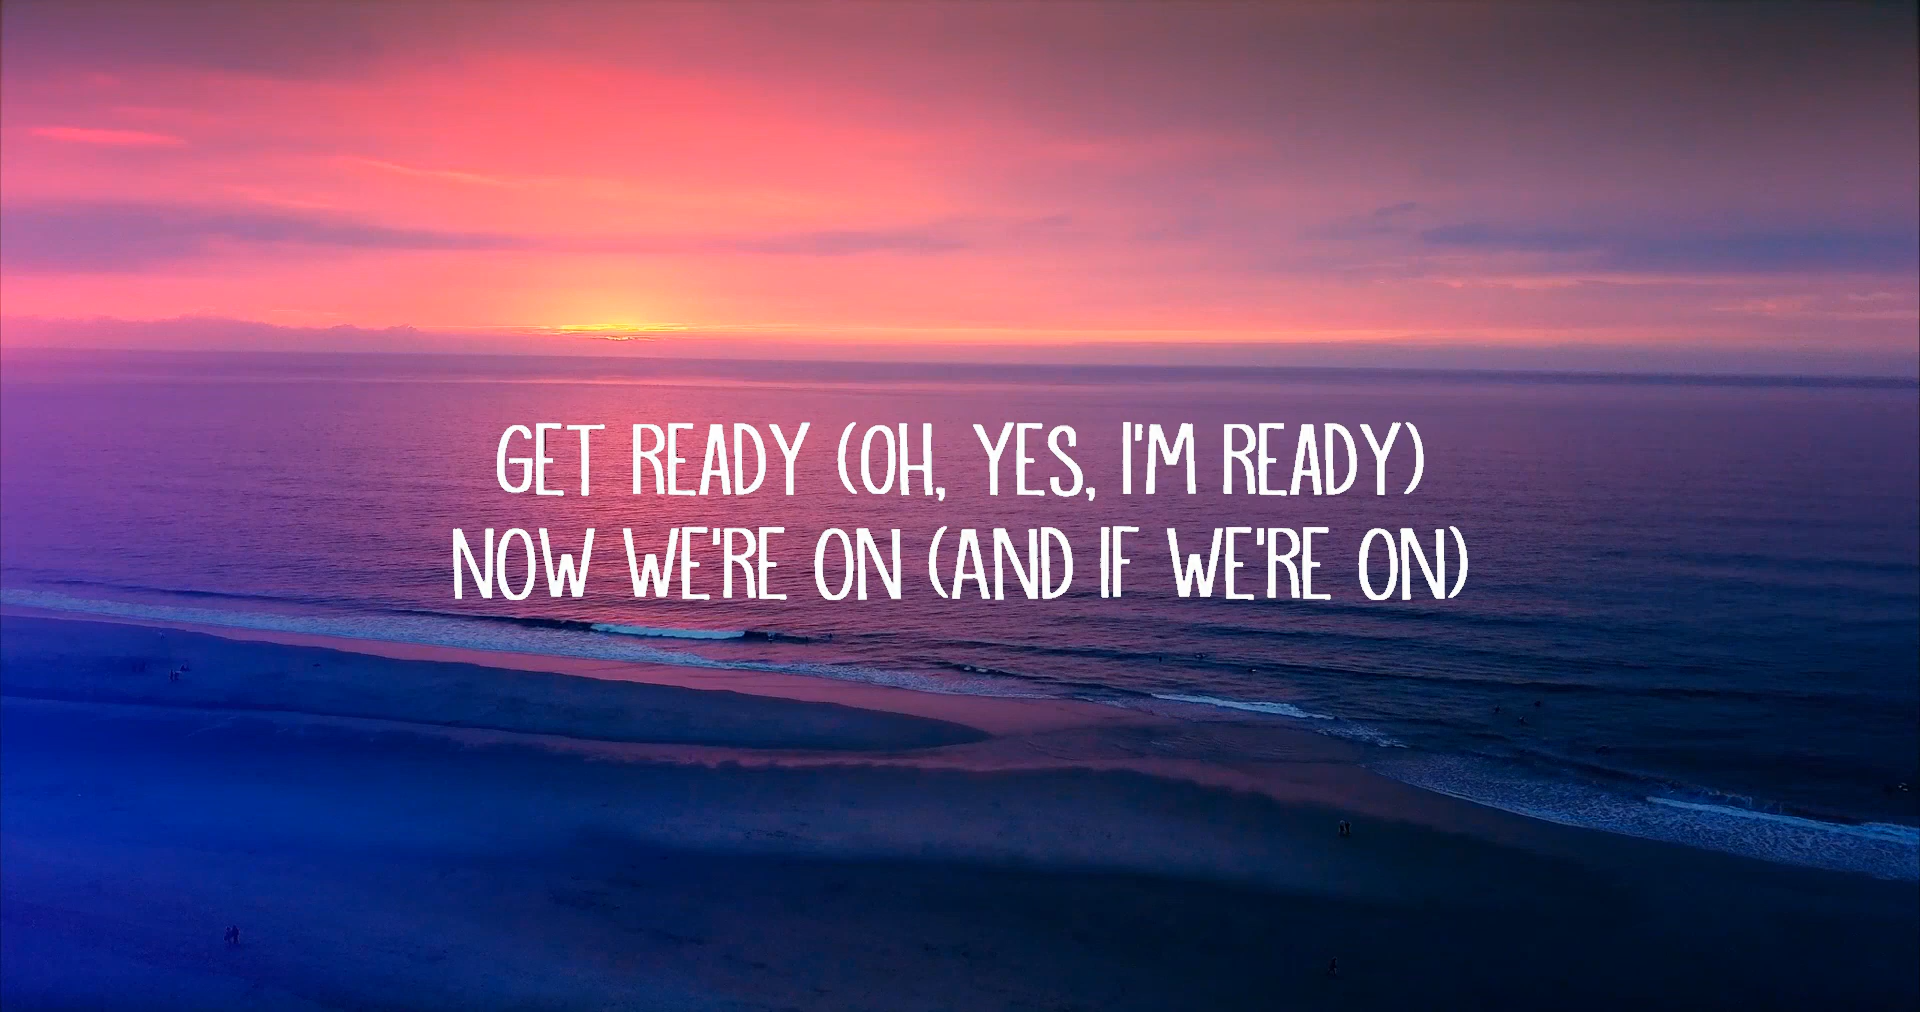 GET READY (OH, YES, I'M READY)
NOW WE'RE ON (AND IF WE'RE ON)